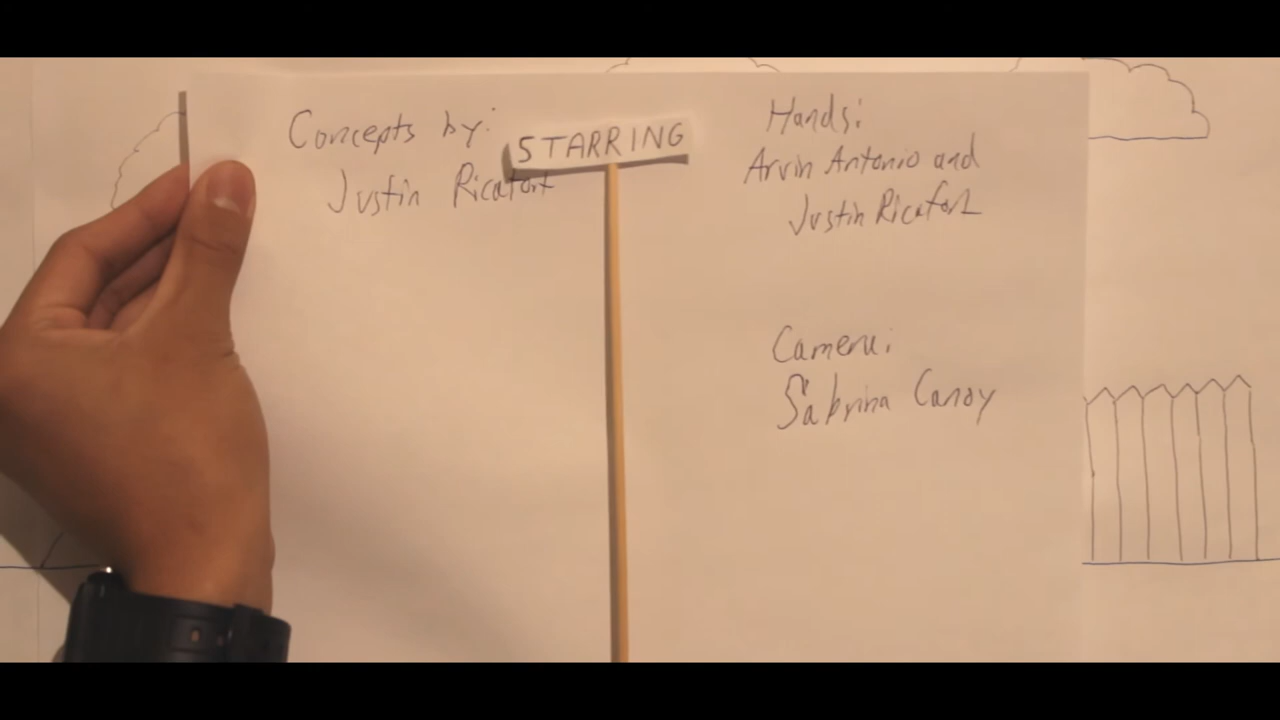 Concepts by:
Justin Ricafort
STARRING
Hands:
Arvin Antonio and
Justin Ricafort
Camera:
Sabrina Canoy